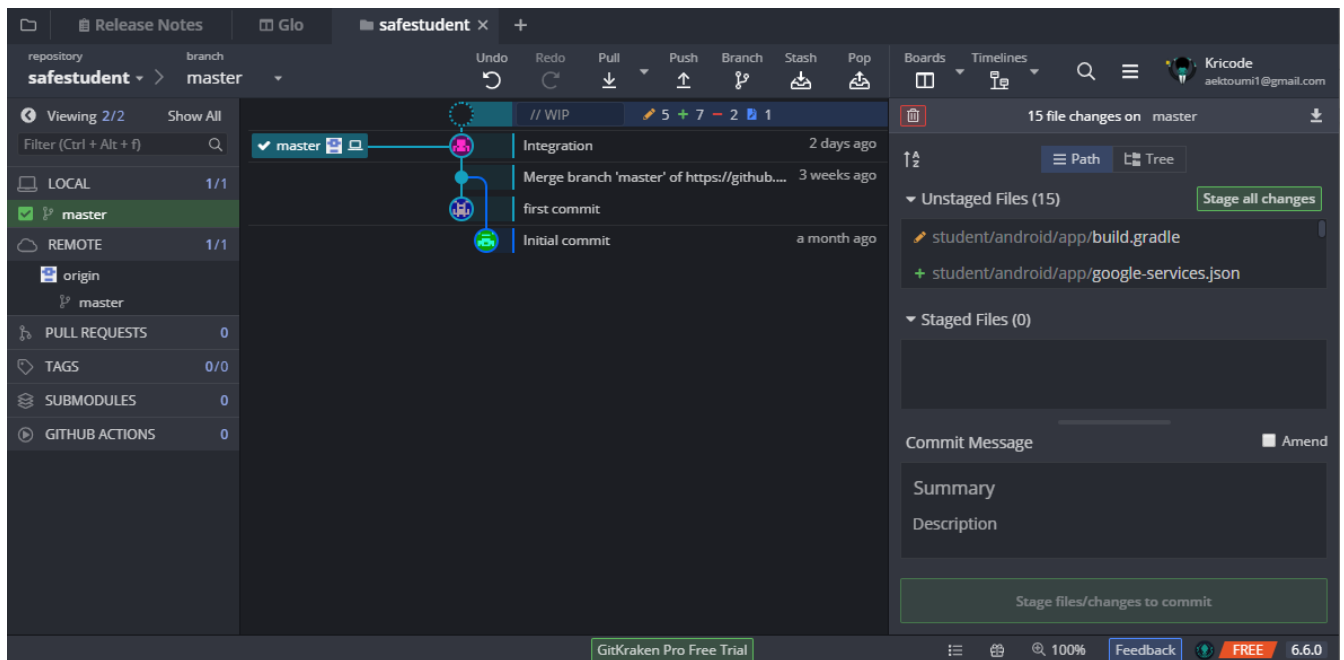 Release Notes
Glo
safestudent
repository
safestudent
branch
master
Undo
Redo
Pull
Push
Branch
Stash
Pop
Boards
Timelines
Kricode
aektoumi1@gmail.com
Viewing 2/2 Show All
Filter (Ctrl + Alt + f)
LOCAL 1/1
master
REMOTE 1/1
origin
master
PULL REQUESTS 0
TAGS 0/0
SUBMODULES 0
GITHUB ACTIONS 0
// WIP 5 + 7 - 2 1
master Integration 2 days ago
Merge branch 'master' of https://github.... 3 weeks ago
first commit
Initial commit a month ago
15 file changes on master
Path Tree
Unstaged Files (15) Stage all changes
student/android/app/build.gradle
+ student/android/app/google-services.json
Staged Files (0)
Commit Message Amend
Summary
Description
Stage files/changes to commit
GitKraken Pro Free Trial
100% Feedback FREE 6.6.0